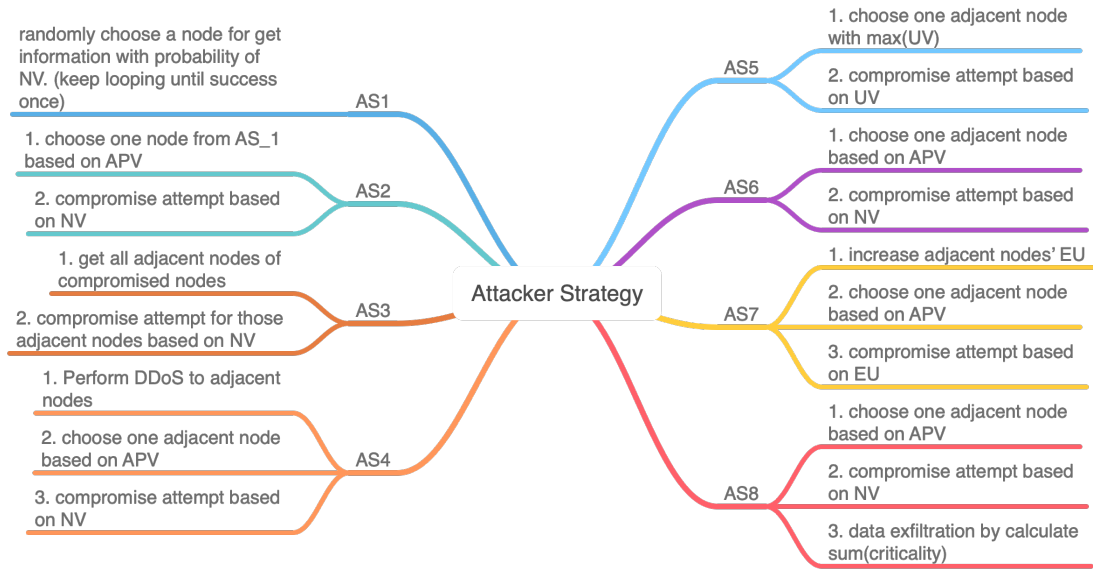 randomly choose a node for get
information with probability of
NV. (keep looping until success
once)
AS1
1. choose one node from AS_1
based on APV
AS2
2. compromise attempt based
on NV
1. get all adjacent nodes of
compromised nodes
AS3
2. compromise attempt for those
adjacent nodes based on NV
1. Perform DDoS to adjacent
nodes
2. choose one adjacent node
based on APV
AS4
3. compromise attempt based
on NV
Attacker Strategy
1. choose one adjacent node
with max(UV)
AS5
2. compromise attempt based
on UV
1. choose one adjacent node
based on APV
AS6
2. compromise attempt based
on NV
1. increase adjacent nodes’ EU
2. choose one adjacent node
based on APV
AS7
3. compromise attempt based
on EU
1. choose one adjacent node
based on APV
2. compromise attempt based
on NV
AS8
3. data exfiltration by calculate
sum(criticality)